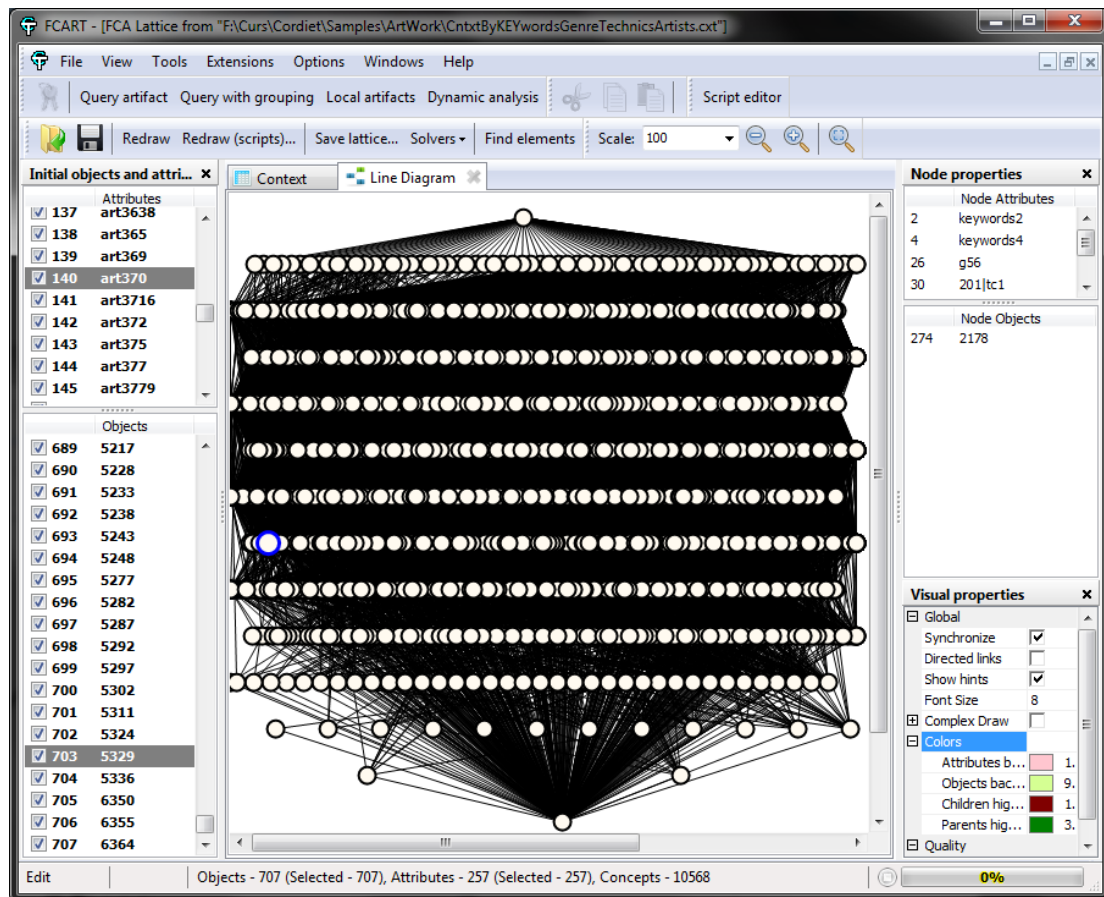 FCART - [FCA Lattice from "F:\Curs\Cordiet\Samples\ArtWork\CntxtByKEYwordsGenreTechnicsArtists.cxt"]
File View Tools Extensions Options Windows Help
Query artifact Query with grouping Local artifacts Dynamic analysis Script editor
Redraw Redraw (scripts)... Save lattice... Solvers Find elements Scale: 100
Initial objects and attri...
Attributes
137 art3638
138 art365
139 art369
140 art370
141 art3716
142 art372
143 art375
144 art377
145 art3779
Objects
689 5217
690 5228
691 5233
692 5238
693 5243
694 5248
695 5277
696 5282
697 5287
698 5292
699 5297
700 5302
701 5311
702 5324
703 5329
704 5336
705 6350
706 6355
707 6364
Context Line Diagram
Node properties
Node Attributes
2 keywords2
4 keywords4
26 g56
30 201|tc1
Node Objects
274 2178
Visual properties
Global
Synchronize
Directed links
Show hints
Font Size 8
Complex Draw
Colors
Attributes b... 1.
Objects bac... 9.
Children hig... 1.
Parents hig... 3.
Quality
Edit Objects - 707 (Selected - 707), Attributes - 257 (Selected - 257), Concepts - 10568 0%